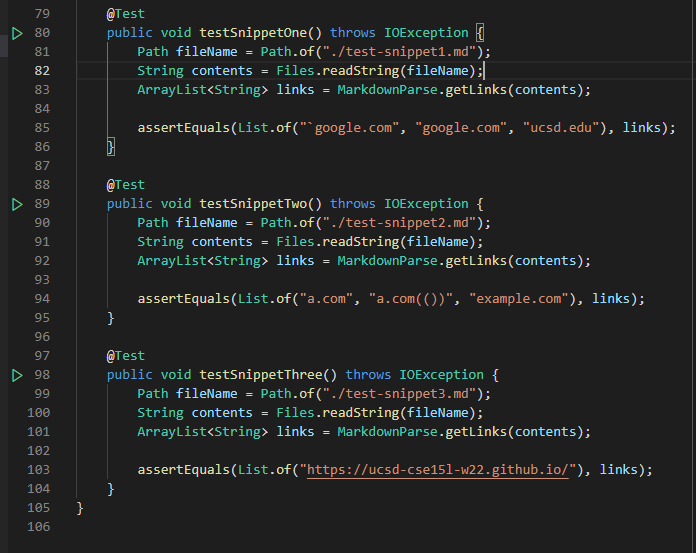 79 @Test
80 public void testSnippetOne() throws IOException {
81 Path fileName = Path.of("./test-snippet1.md");
82 String contents = Files.readString(fileName);
83 ArrayList<String> links = MarkdownParse.getLinks(contents);
84
85 assertEquals(List.of("`google.com", "google.com", "ucsd.edu"), links);
86 }
87
88 @Test
89 public void testSnippetTwo() throws IOException {
90 Path fileName = Path.of("./test-snippet2.md");
91 String contents = Files.readString(fileName);
92 ArrayList<String> links = MarkdownParse.getLinks(contents);
93
94 assertEquals(List.of("a.com", "a.com(())", "example.com"), links);
95 }
96
97 @Test
98 public void testSnippetThree() throws IOException {
99 Path fileName = Path.of("./test-snippet3.md");
100 String contents = Files.readString(fileName);
101 ArrayList<String> links = MarkdownParse.getLinks(contents);
102
103 assertEquals(List.of("https://ucsd-cse15l-w22.github.io/"), links);
104 }
105 }
106